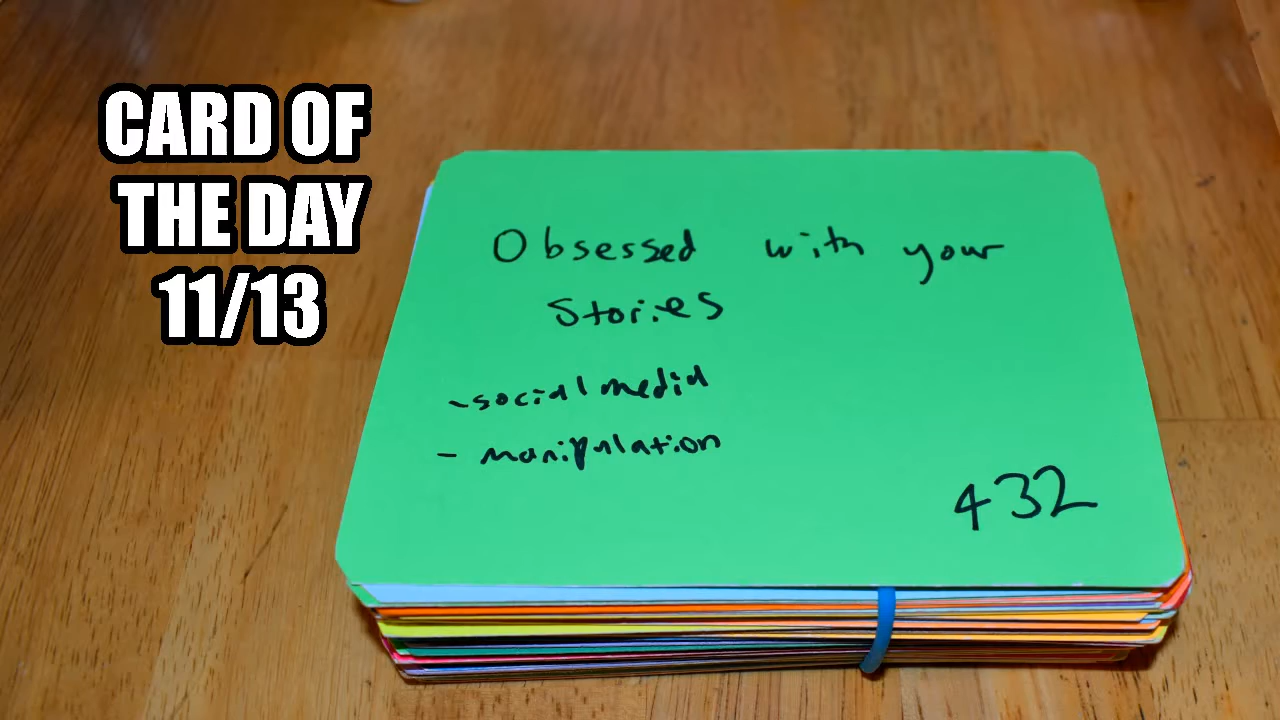 CARD OF
THE DAY
11/13
Obsessed with your
Stories
- social media
- manipulation
432